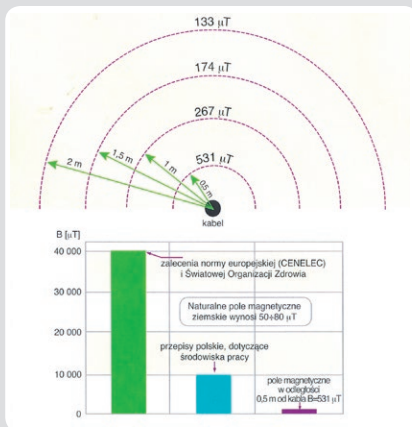 133 μT
174 μT
267 μT
531 μT
2 m
1,5 m
1 m
0,5 m
kabel
B [μT]
40 000
30 000
20 000
10 000
0
zalecenia normy europejskiej (CENELEC)
i Światowej Organizacji Zdrowia
Naturalne pole magnetyczne
ziemskie wynosi 50÷80 μT
przepisy polskie, dotyczące
środowiska pracy
pole magnetyczne
w odległości
0,5 m od kabla B=531 μT